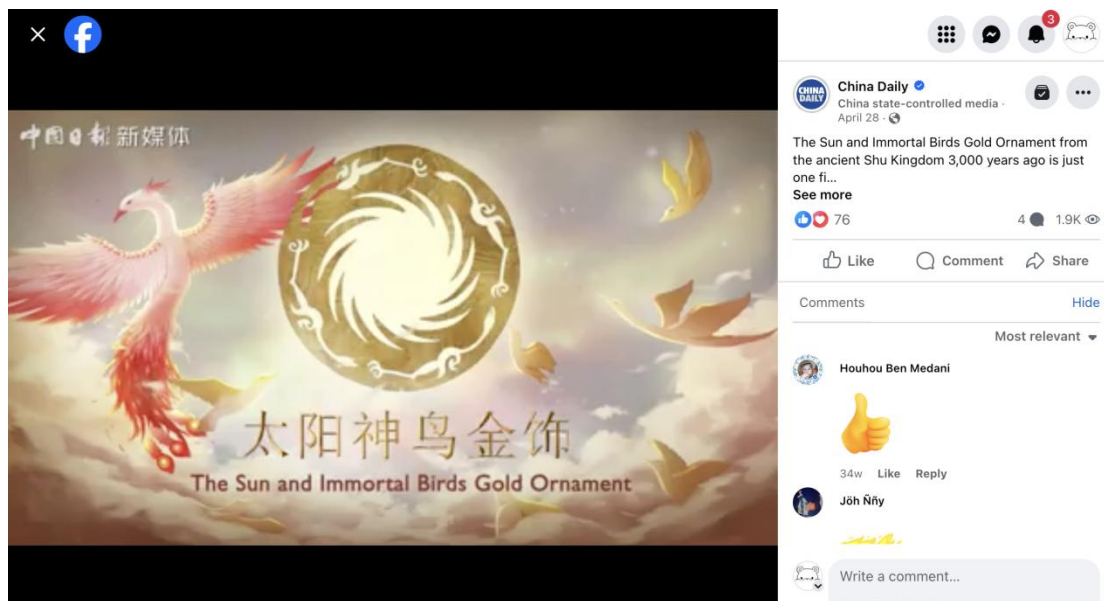 中国日报 新媒体
太阳神鸟金饰
The Sun and Immortal Birds Gold Ornament
3
CHINA
DAILY
China Daily
China state-controlled media ·
April 28 ·
The Sun and Immortal Birds Gold Ornament from
the ancient Shu Kingdom 3,000 years ago is just
one fi...
See more
76
4
1.9K
Like
Comment
Share
Comments
Hide
Most relevant
Houhou Ben Medani
34w Like Reply
Jöh Ññy
Write a comment...